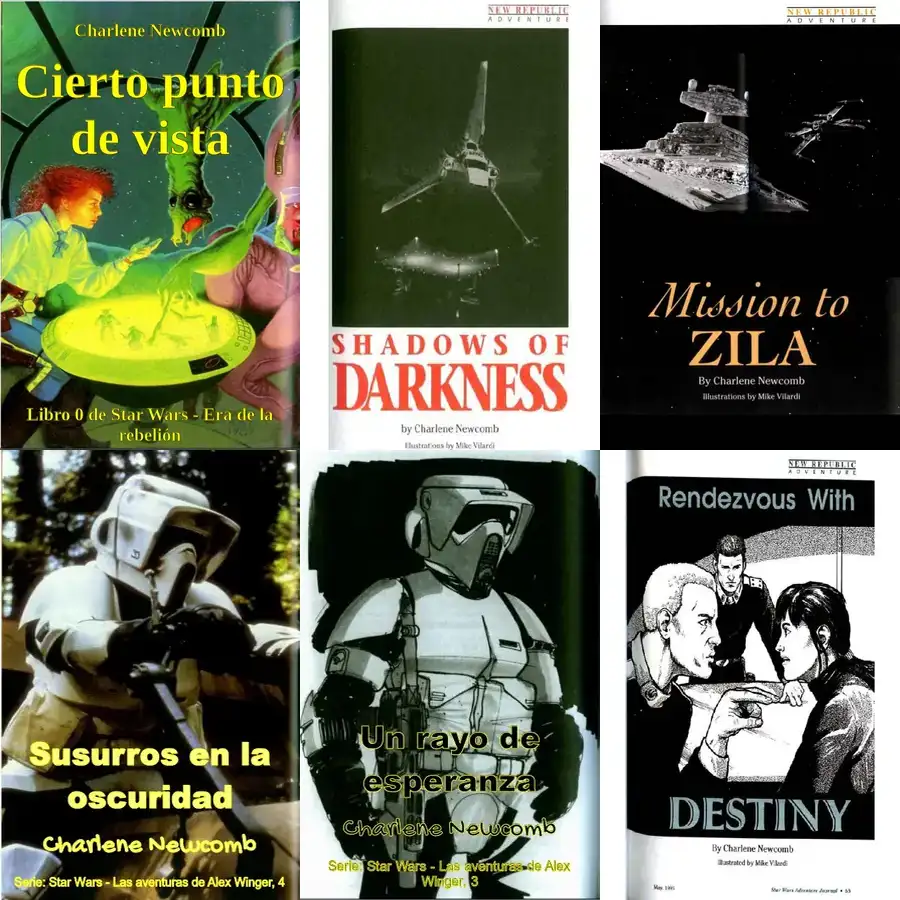 Charlene Newcomb
Cierto punto
de vista
Libro 0 de Star Wars - Era de la
rebelión
NEW REPUBLIC
ADVENTURE
SHADOWS OF
DARKNESS
by Charlene Newcomb
Illustrations by Mike Vilardi
NEW REPUBLIC
ADVENTURE
Mission to
ZILA
By Charlene Newcomb
Illustrations by Mike Vilardi
Susurros en la
oscuridad
Charlene Newcomb
Serie: Star Wars - Las aventuras de Alex Winger, 4
Un rayo de
esperanza
Charlene Newcomb
Serie: Star Wars - Las aventuras de Alex
Winger, 3
NEW REPUBLIC
ADVENTURE
Rendezvous With
DESTINY
By Charlene Newcomb
Illustrated by Mike Vilardi
May, 1995
Star Wars Adventure Journal • 53